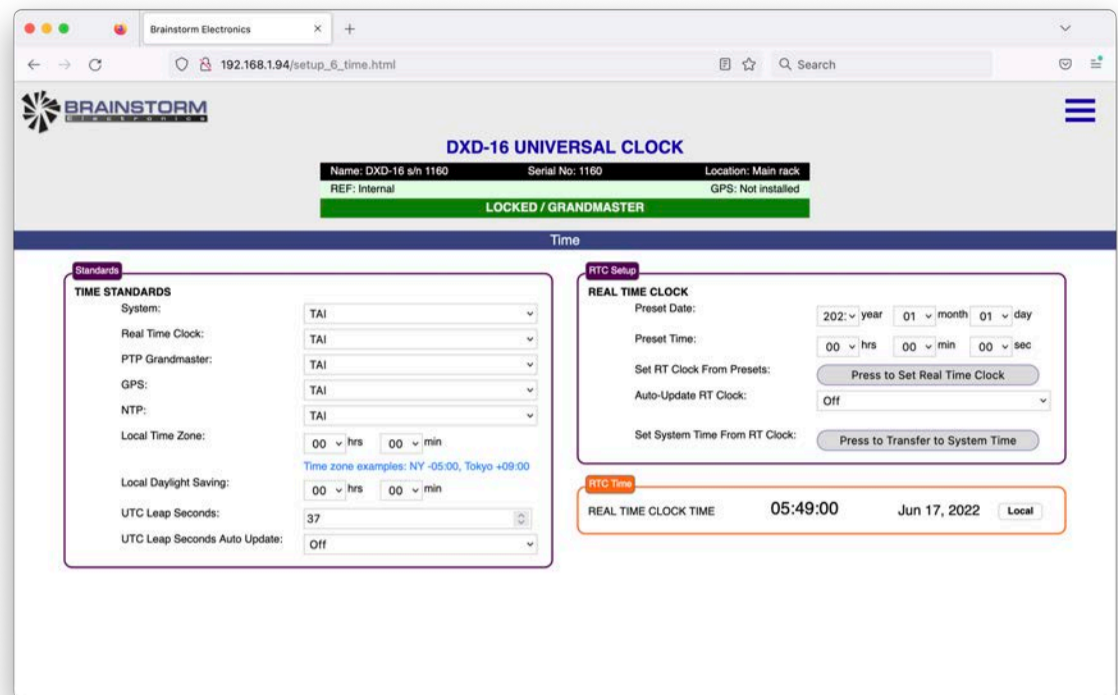 Brainstorm Electronics
192.168.1.94/setup_6_time.html
Search
BRAINSTORM
Electronics
DXD-16 UNIVERSAL CLOCK
Name: DXD-16 s/n 1160 Serial No: 1160 Location: Main rack
REF: Internal GPS: Not installed
LOCKED / GRANDMASTER
Time
Standards
TIME STANDARDS
System: TAI
Real Time Clock: TAI
PTP Grandmaster: TAI
GPS: TAI
NTP: TAI
Local Time Zone: 00 hrs 00 min
Time zone examples: NY -05:00, Tokyo +09:00
Local Daylight Saving: 00 hrs 00 min
UTC Leap Seconds: 37
UTC Leap Seconds Auto Update: Off
RTC Setup
REAL TIME CLOCK
Preset Date: 202 year 01 month 01 day
Preset Time: 00 hrs 00 min 00 sec
Set RT Clock From Presets: Press to Set Real Time Clock
Auto-Update RT Clock: Off
Set System Time From RT Clock: Press to Transfer to System Time
RTC Time
REAL TIME CLOCK TIME 05:49:00 Jun 17, 2022 Local